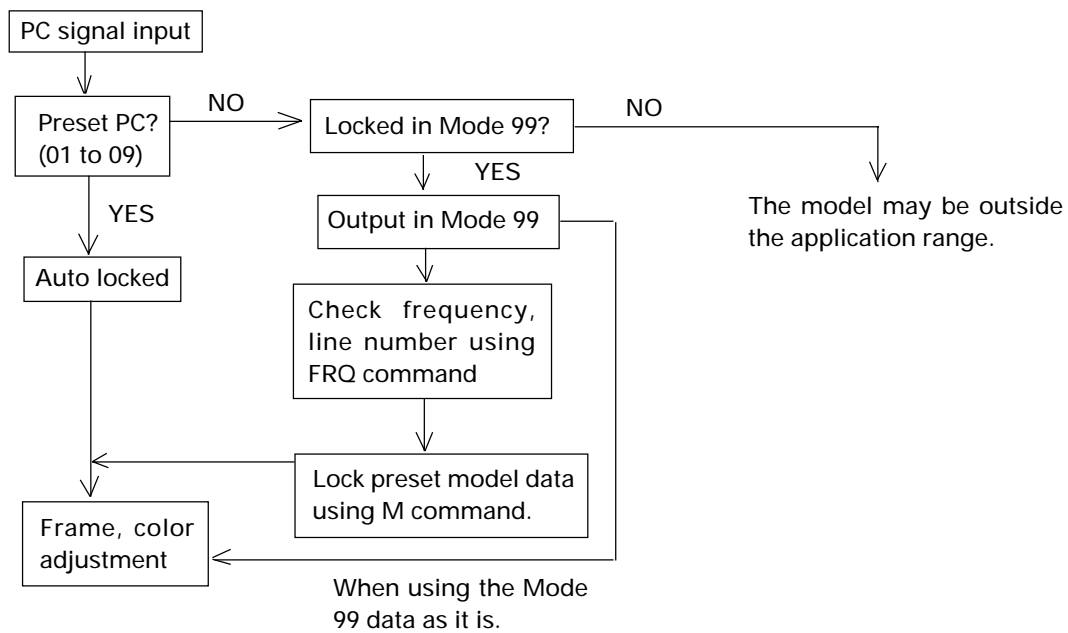 PC signal input
NO
NO
Preset PC?
(01 to 09)
Locked in Mode 99?
YES
YES
Output in Mode 99
The model may be outside
the application range.
Auto locked
Check frequency,
line number using
FRQ command
Lock preset model data
using M command.
Frame, color
adjustment
When using the Mode
99 data as it is.